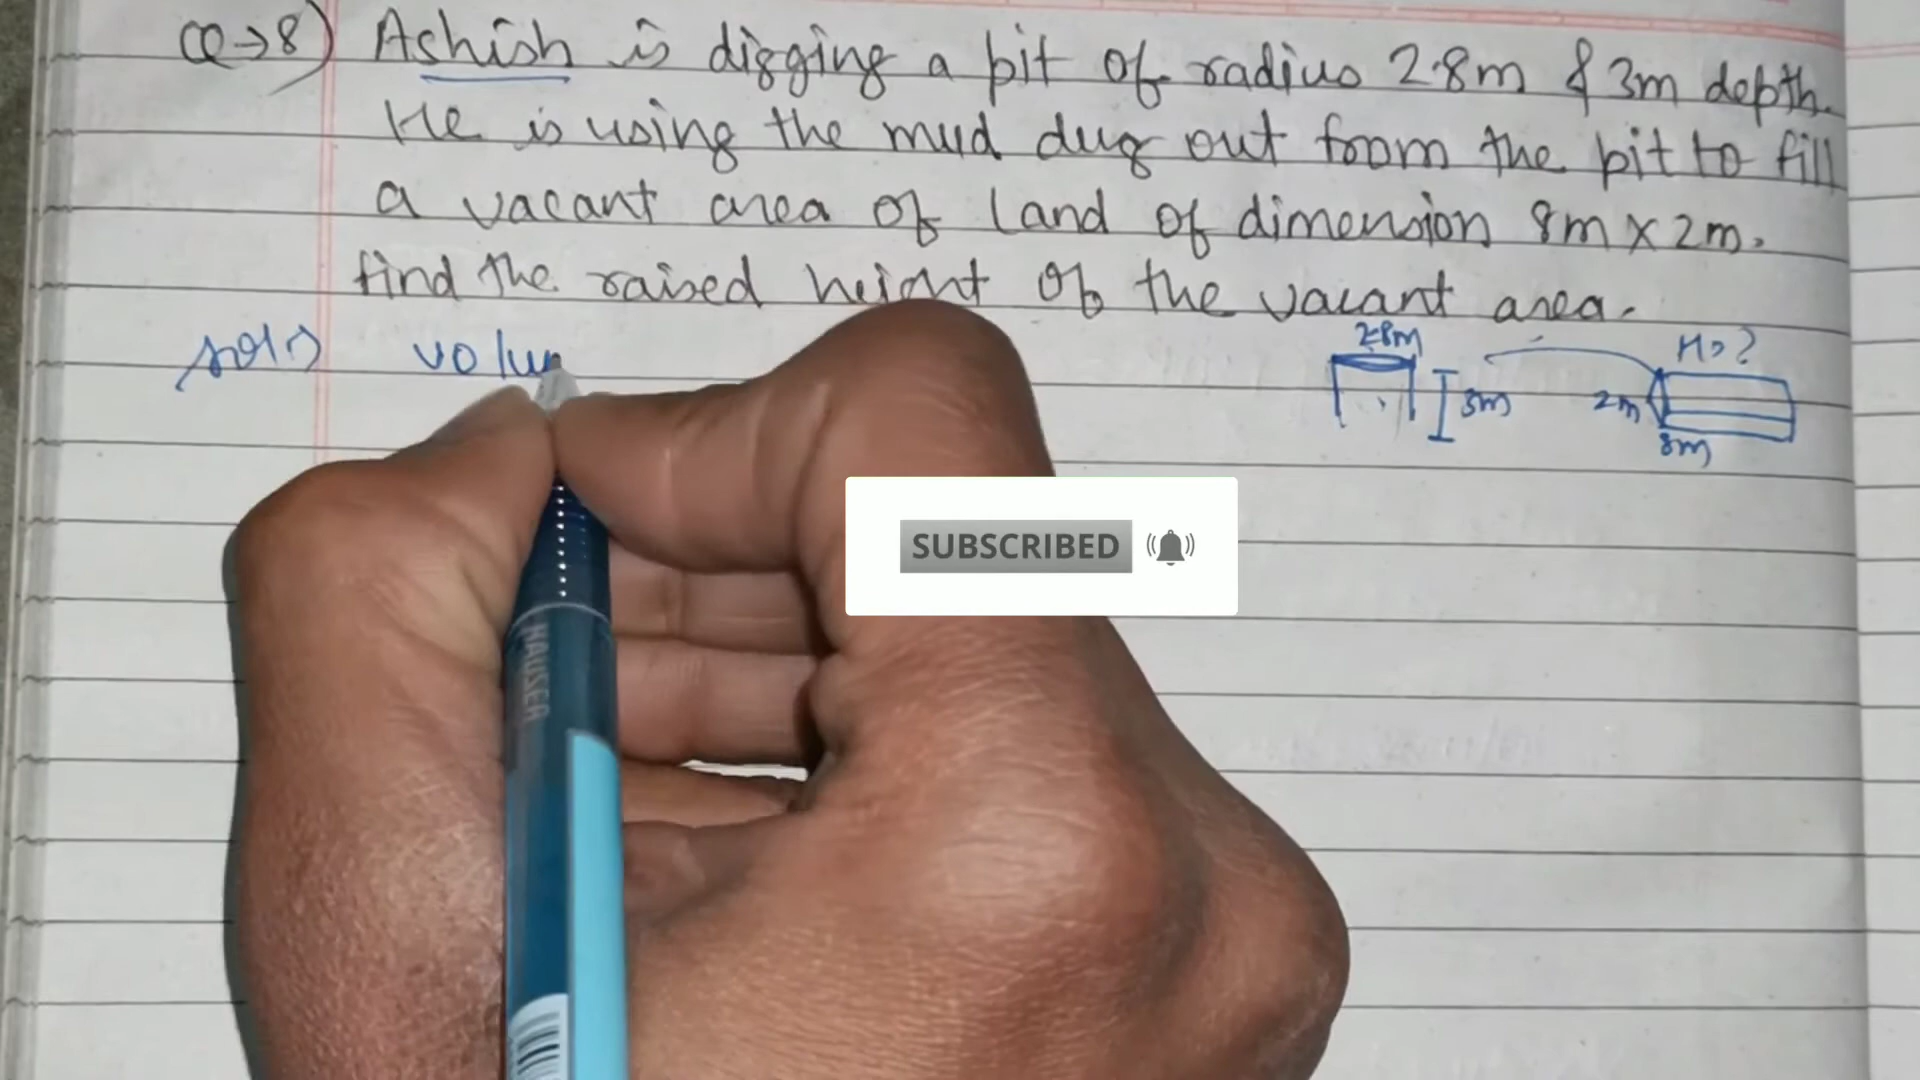 Q→8) Ashish is digging a pit of radius 2.8m & 3m depth.
He is using the mud dug out from the pit to fill
a vacant area of land of dimension 8m x 2m.
find the raised height of the vacant area.
soln volu
2.8m
3m
H=?
2m
8m
SUBSCRIBED
HAUSER